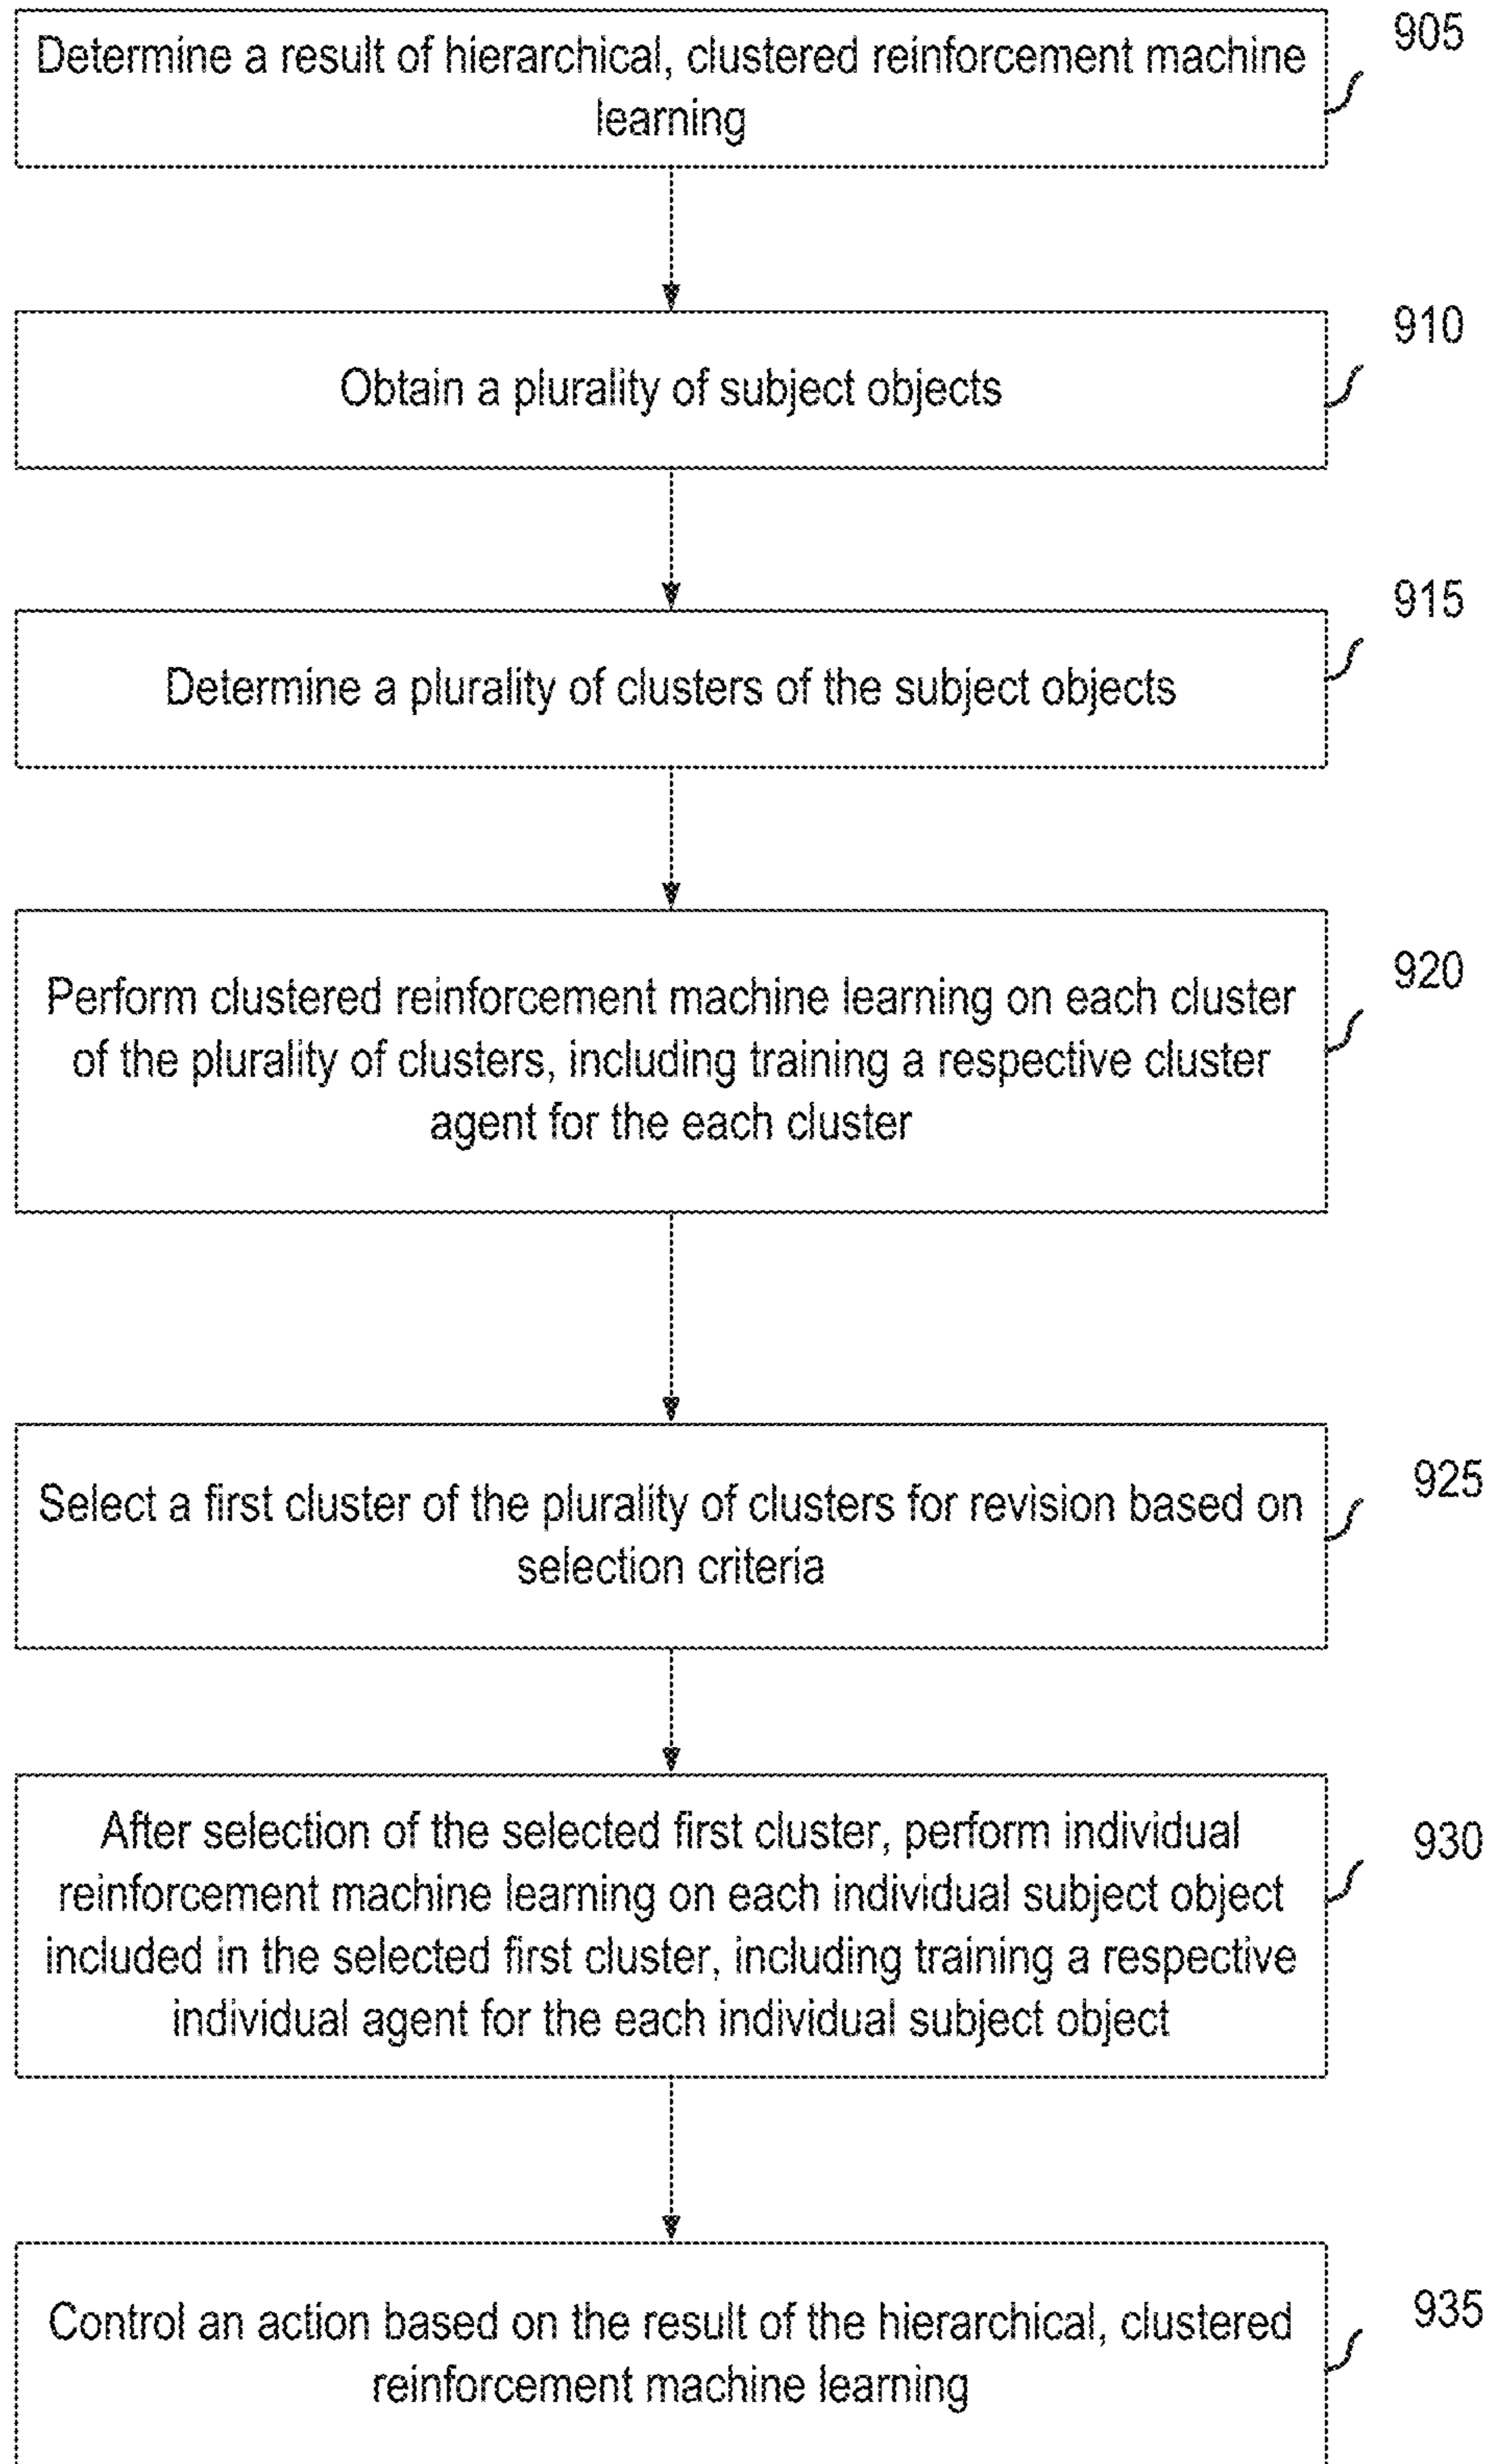 905
Determine a result of hierarchical, clustered reinforcement machine
learning
910
Obtain a plurality of subject objects
915
Determine a plurality of clusters of the subject objects
920
Perform clustered reinforcement machine learning on each cluster
of the plurality of clusters, including training a respective cluster
agent for the each cluster
925
Select a first cluster of the plurality of clusters for revision based on
selection criteria
930
After selection of the selected first cluster, perform individual
reinforcement machine learning on each individual subject object
included in the selected first cluster, including training a respective
individual agent for the each individual subject object
935
Control an action based on the result of the hierarchical, clustered
reinforcement machine learning